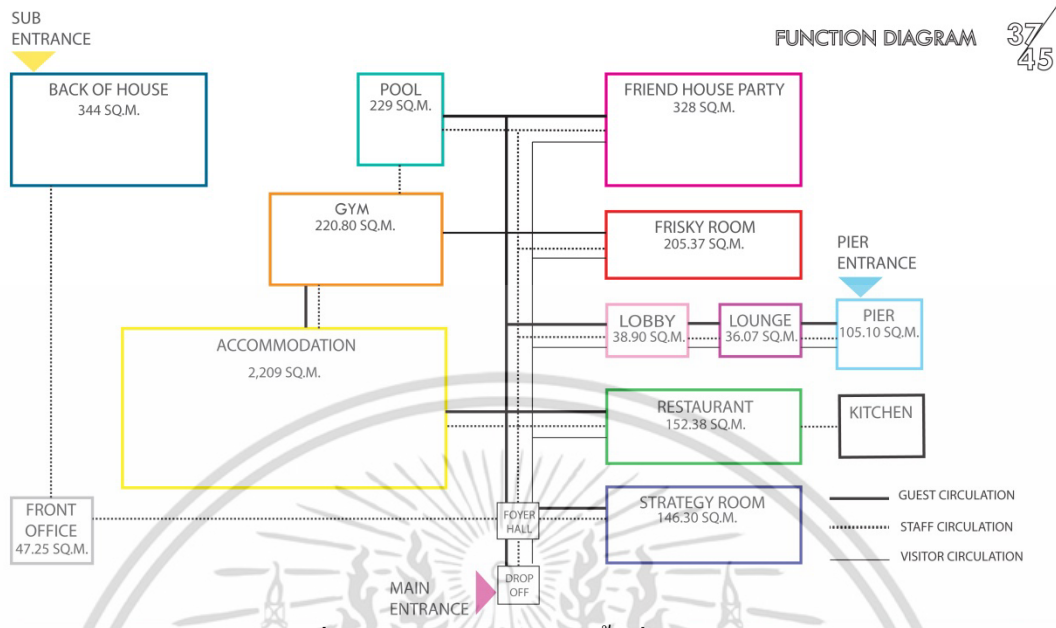 SUB
ENTRANCE
FUNCTION DIAGRAM
37/45
BACK OF HOUSE
344 SQ.M.
POOL
229 SQ.M.
FRIEND HOUSE PARTY
328 SQ.M.
GYM
220.80 SQ.M.
FRISKY ROOM
205.37 SQ.M.
PIER
ENTRANCE
LOBBY
38.90 SQ.M.
LOUNGE
36.07 SQ.M.
PIER
105.10 SQ.M.
ACCOMMODATION
2,209 SQ.M.
RESTAURANT
152.38 SQ.M.
KITCHEN
FRONT
OFFICE
47.25 SQ.M.
FOYER
HALL
STRATEGY ROOM
146.30 SQ.M.
GUEST CIRCULATION
STAFF CIRCULATION
VISITOR CIRCULATION
MAIN
ENTRANCE
DROP
OFF